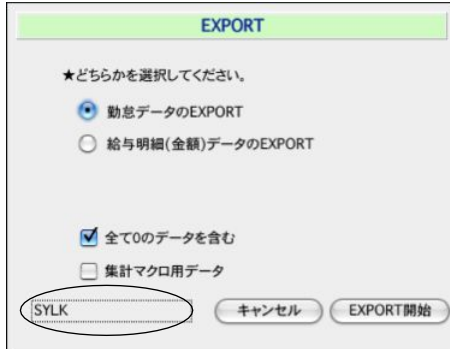 EXPORT
★どちらかを選択してください。
勤怠データのEXPORT
給与明細(金額)データのEXPORT
全て0のデータを含む
集計マクロ用データ
SYLK キャンセル EXPORT開始